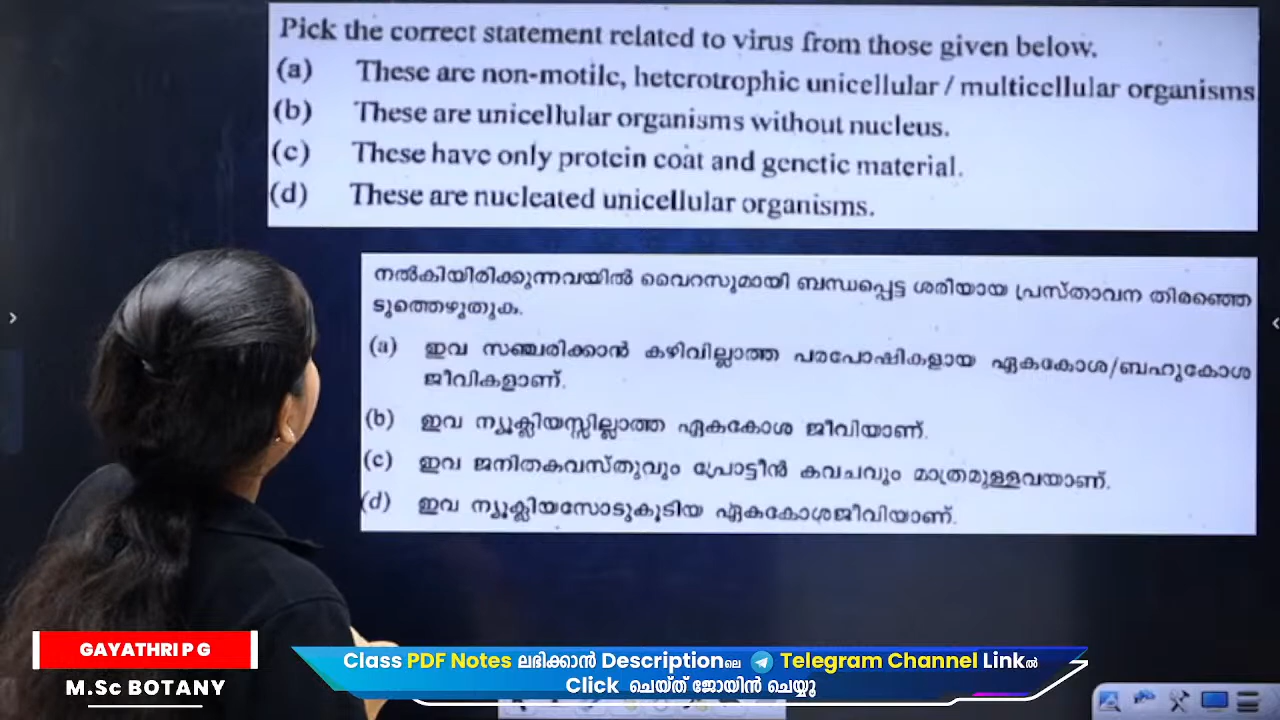 Pick the correct statement related to virus from those given below.
(a) These are non-motile, heterotrophic unicellular / multicellular organisms
(b) These are unicellular organisms without nucleus.
(c) These have only protein coat and genetic material.
(d) These are nucleated unicellular organisms.
നൽകിയിരിക്കുന്നവയിൽ വൈറസുമായി ബന്ധപ്പെട്ട ശരിയായ പ്രസ്താവന തിരഞ്ഞെ
ടുത്തെഴുതുക.
(a) ഇവ സഞ്ചരിക്കാൻ കഴിവില്ലാത്ത പരപോഷികളായ ഏകകോശ/ബഹുകോശ
ജീവികളാണ്.
(b) ഇവ ന്യൂക്ലിയസ്സില്ലാത്ത ഏകകോശ ജീവിയാണ്.
(c) ഇവ ജനിതകവസ്തുവും പ്രോട്ടീൻ കവചവും മാത്രമുള്ളവയാണ്.
(d) ഇവ ന്യൂക്ലിയസോടുകൂടിയ ഏകകോശജീവിയാണ്.
GAYATHRI P G
M.Sc BOTANY
Class PDF Notes ലഭിക്കാൻ Descriptionലെ Telegram Channel Linkൽ
Click ചെയ്ത് ജോയിൻ ചെയ്യൂ